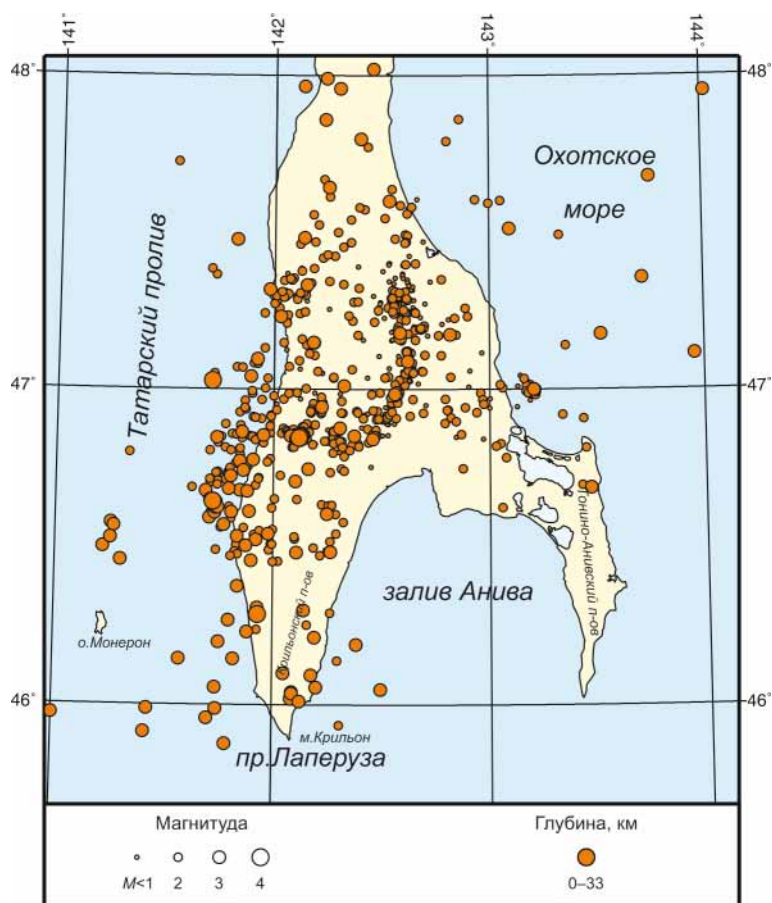 141° 142° 143° 144°
48° 48°
Охотское
море
Татарский пролив
47° 47°
Тонино-Анивский п-ов
залив Анива
Крильонский п-ов
о.Монерон
46° 46°
м.Крильон
пр.Лаперуза
Магнитуда Глубина, км
M<1 2 3 4 0–33